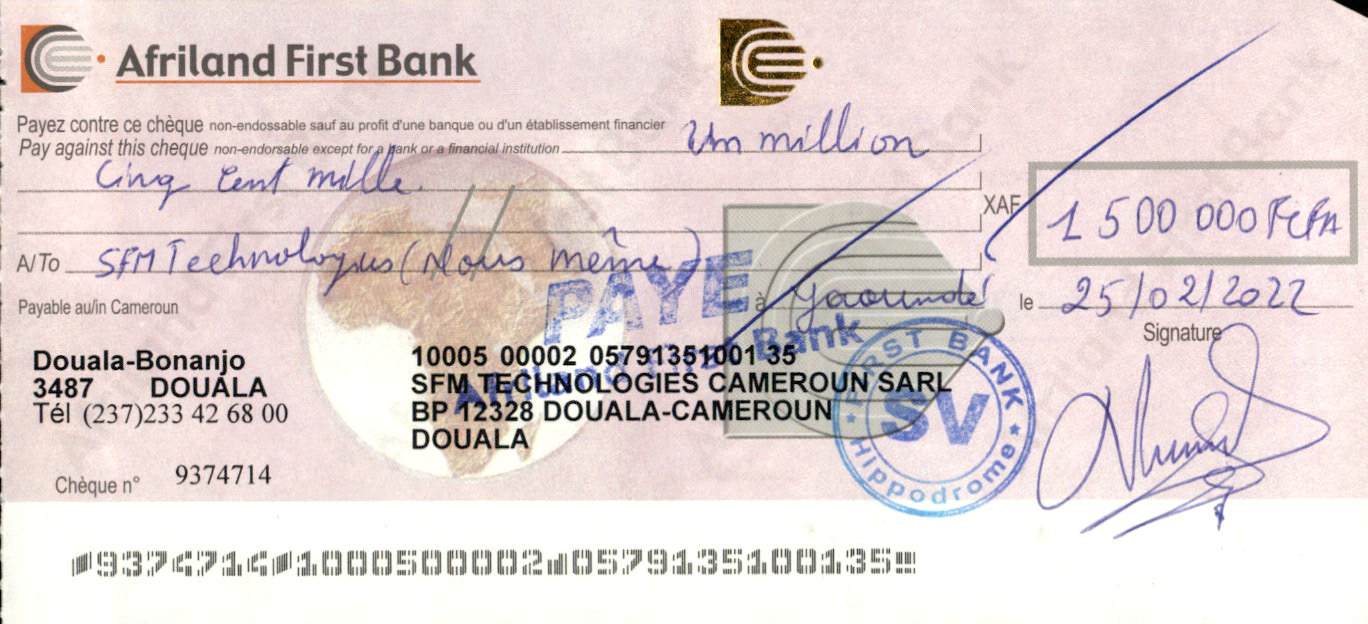 Afriland First Bank
Payez contre ce chèque non-endossable sauf au profit d'une banque ou d'un établissement financier
Pay against this cheque non-endorsable except for a bank or a financial institution Un million
Cinq Cent mille.
XAF 1 500 000 FCFA
A/To SFM Technologies (Nous même)
Payable au/in Cameroun
à Yaoundé le 25/02/2022
Signature
PAYE
Afriland First Bank
Douala-Bonanjo
3487 DOUALA
Tél (237)233 42 68 00
10005 00002 05791351001 35
SFM TECHNOLOGIES CAMEROUN SARL
BP 12328 DOUALA-CAMEROUN
DOUALA
FIRST BANK
SV
Hippodrome
Chèque n° 9374714
9374714 1000500002 0579135100135